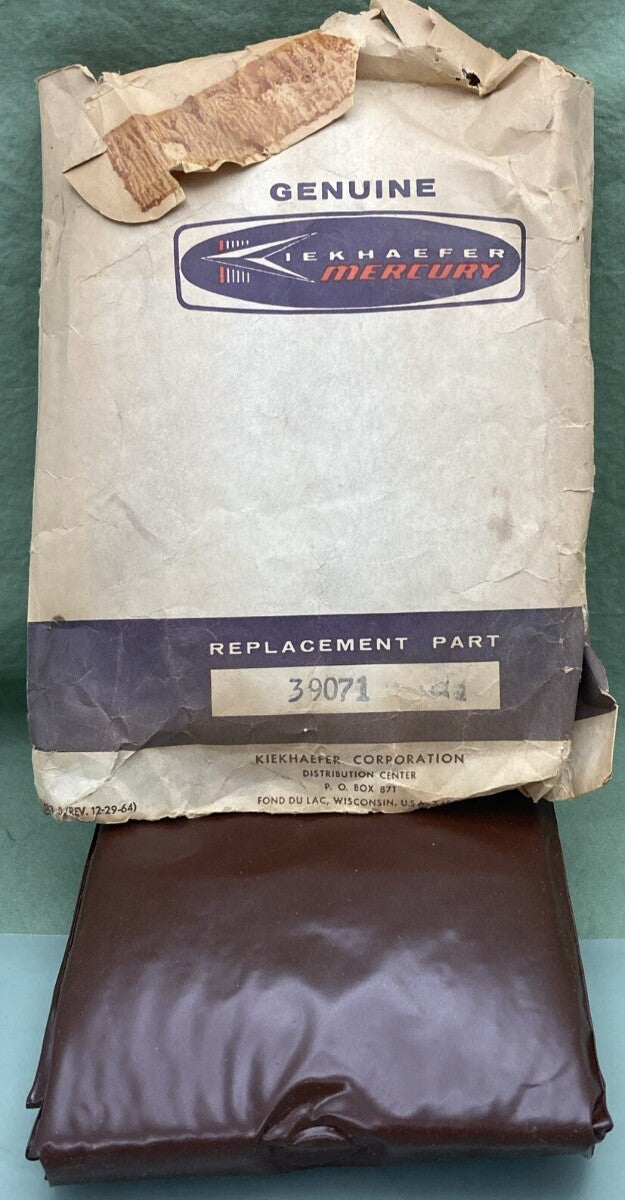 GENUINE
KIEKHAEFER
MERCURY
REPLACEMENT PART
39071
KIEKHAEFER CORPORATION
DISTRIBUTION CENTER
P. O. BOX 871
FOND DU LAC, WISCONSIN, U.S.A.
(REV. 12-29-64)